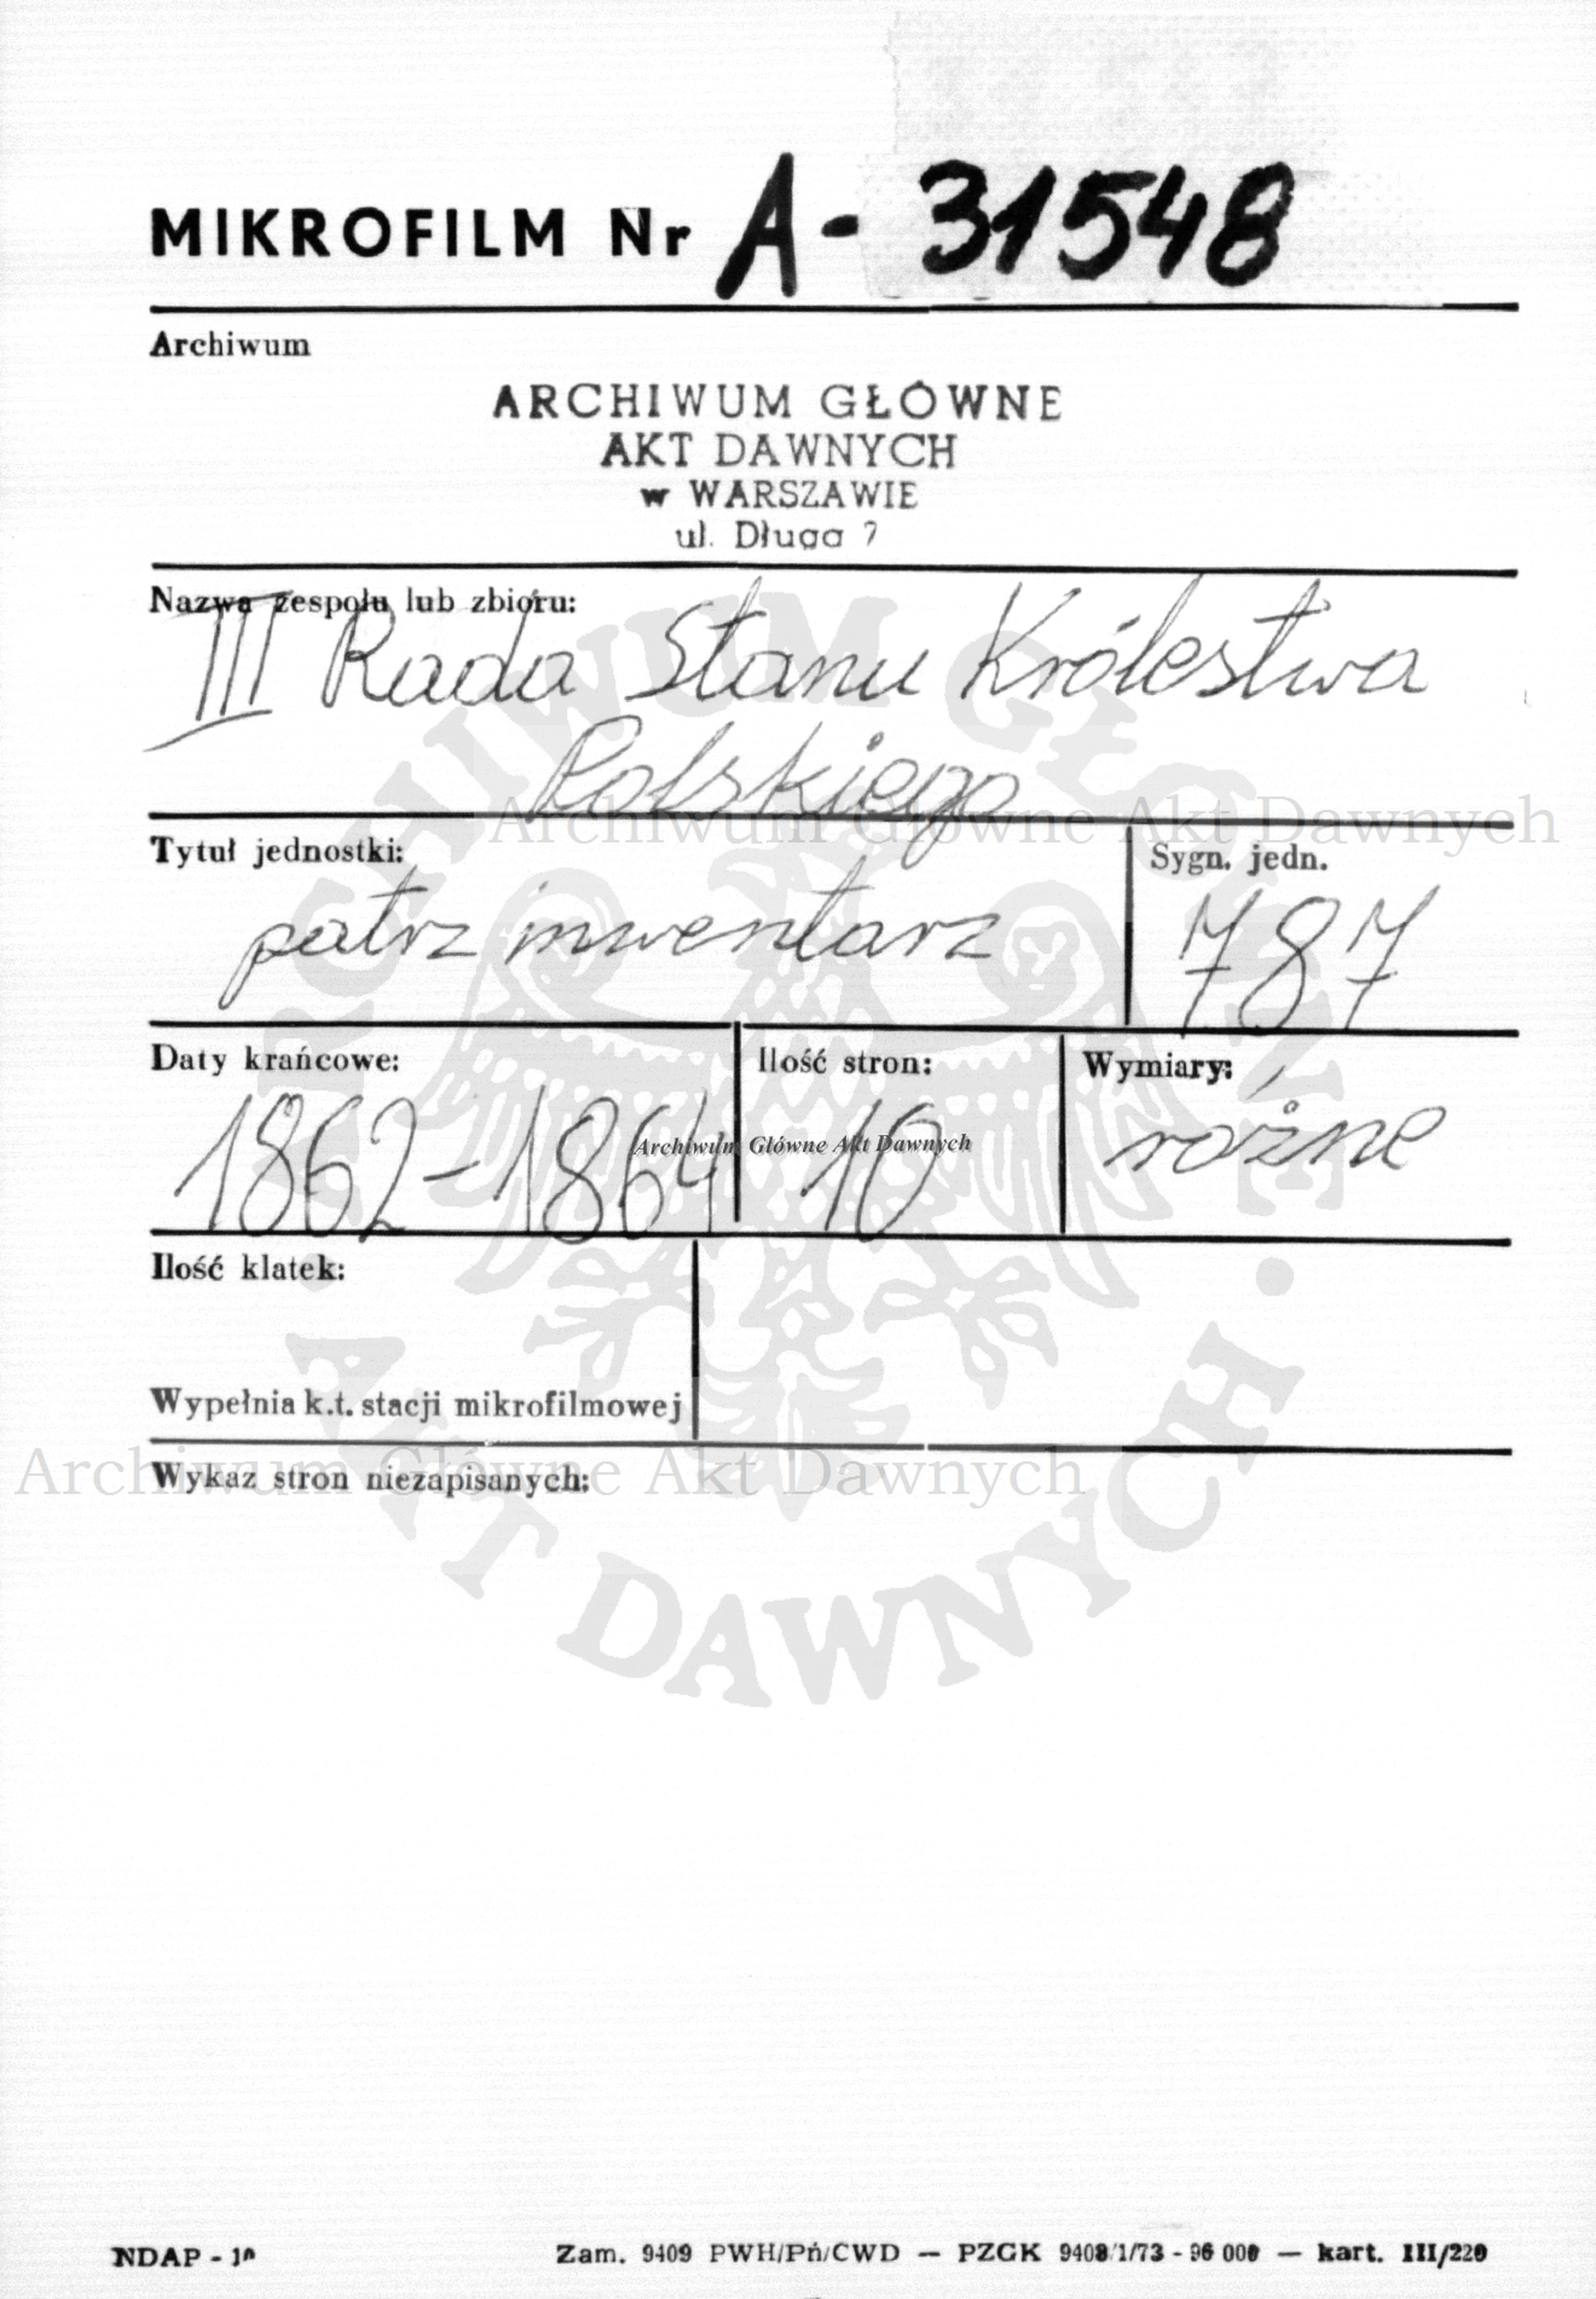 MIKROFILM Nr A- 31548
Archiwum
ARCHIWUM GŁÓWNE
AKT DAWNYCH
w WARSZAWIE
ul. Długa 7
Nazwa zespołu lub zbioru:
III Rada Stanu Królestwa
Polskiego
Archiwum Główne Akt Dawnych
Tytuł jednostki:
Sygn. jedn.
patrz inwentarz
787
Daty krańcowe:
Ilość stron:
Wymiary:
1862-1864
10
różne
Archiwum Główne Akt Dawnych
Ilość klatek:
Wypełnia k.t. stacji mikrofilmowej
Archiwum Główne Akt Dawnych
Wykaz stron niezapisanych:
ARCHIWUM GŁÓWNE · AKT DAWNYCH ·
NDAP -
Zam. 9409 PWH/Pń/CWD — PZGK 9408/1/73 - 96 000 — kart. III/220